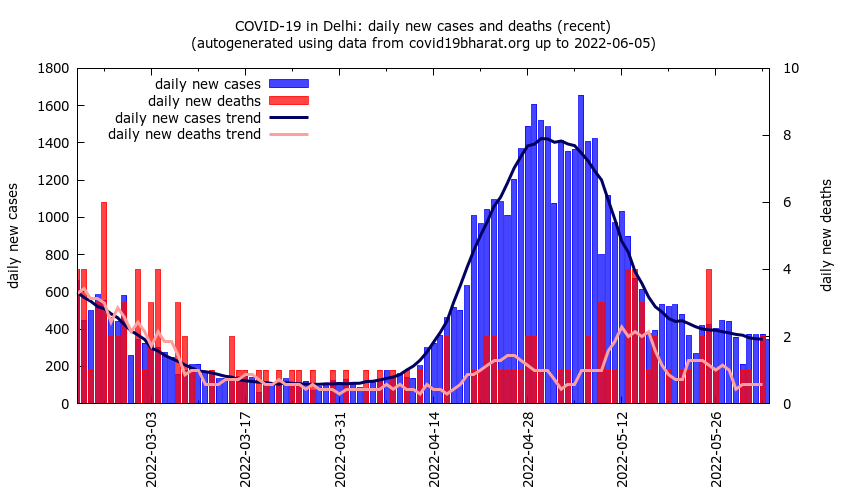 COVID-19 in Delhi: daily new cases and deaths (recent)
(autogenerated using data from covid19bharat.org up to 2022-06-05)
daily new cases
daily new deaths
daily new cases trend
daily new deaths trend
1800
1600
1400
1200
1000
800
600
400
200
0
10
8
6
4
2
0
daily new cases
daily new deaths
2022-03-03
2022-03-17
2022-03-31
2022-04-14
2022-04-28
2022-05-12
2022-05-26